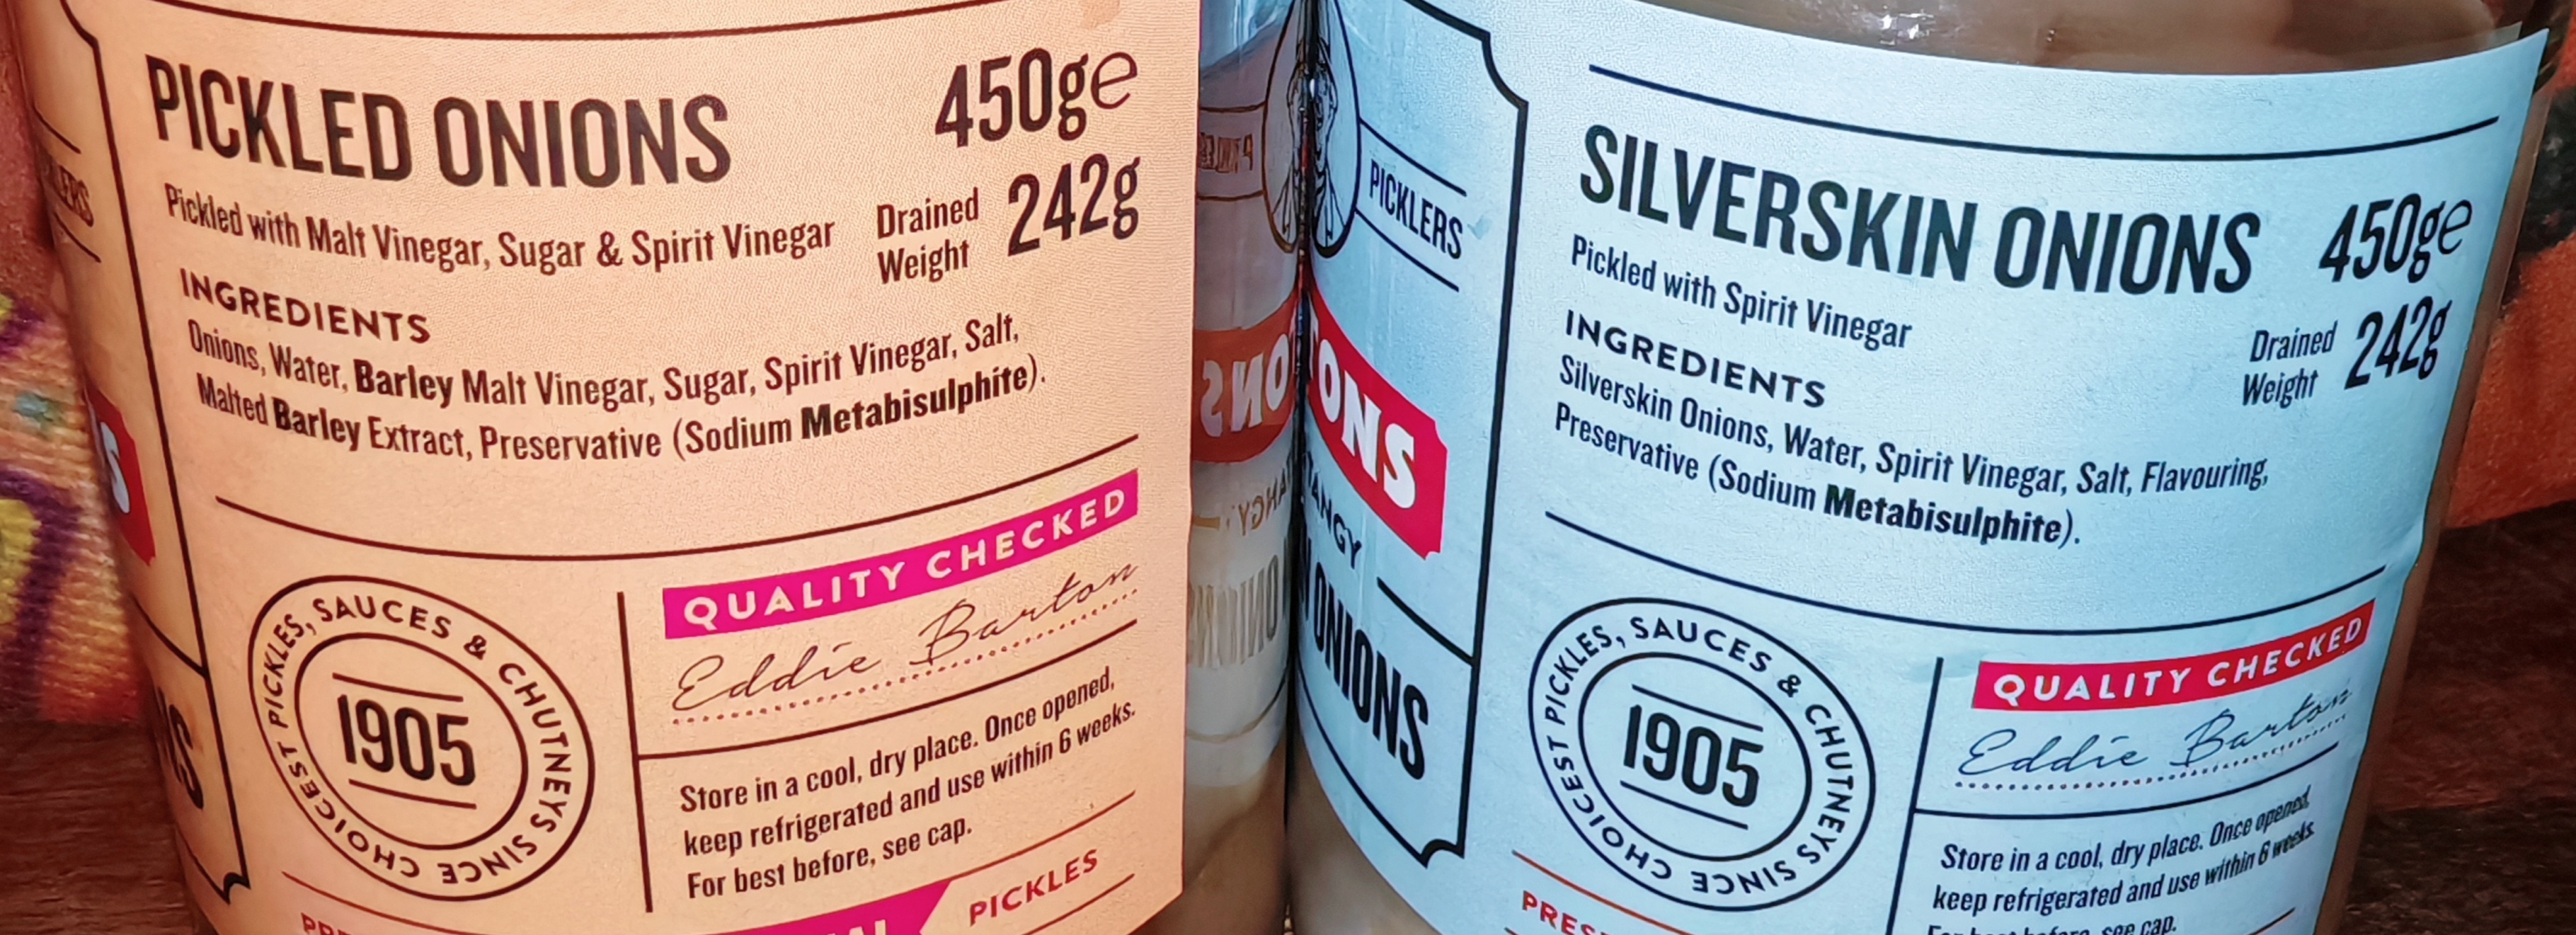 PICKLED ONIONS
450g e
Pickled with Malt Vinegar, Sugar & Spirit Vinegar
Drained
Weight
242g
INGREDIENTS
Onions, Water, Barley Malt Vinegar, Sugar, Spirit Vinegar, Salt,
Malted Barley Extract, Preservative (Sodium Metabisulphite).
CHOICEST PICKLES, SAUCES & CHUTNEYS SINCE
1905
QUALITY CHECKED
Eddie Barton
Store in a cool, dry place. Once opened,
keep refrigerated and use within 6 weeks.
For best before, see cap.
PICKLES
PICKLERS
TONS
TANGY
ONIONS
SILVERSKIN ONIONS
450g e
Pickled with Spirit Vinegar
Drained
Weight
242g
INGREDIENTS
Silverskin Onions, Water, Spirit Vinegar, Salt, Flavouring,
Preservative (Sodium Metabisulphite).
CHOICEST PICKLES, SAUCES & CHUTNEYS SINCE
1905
QUALITY CHECKED
Eddie Barton
Store in a cool, dry place. Once opened,
keep refrigerated and use within 6 weeks.
see cap.